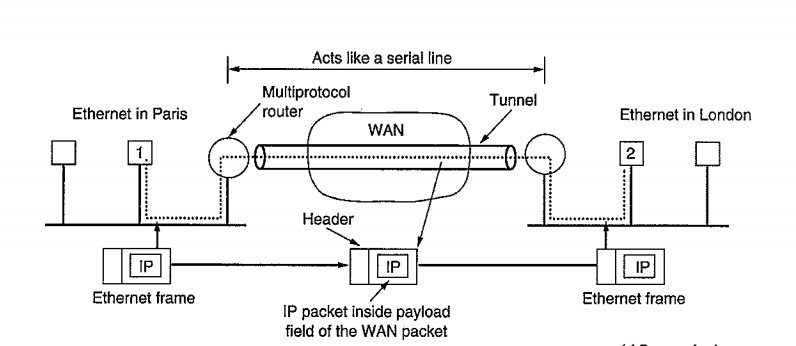 Acts like a serial line
Multiprotocol
router
Tunnel
Ethernet in Paris
Ethernet in London
WAN
1
2
Header
IP
IP
IP
Ethernet frame
Ethernet frame
IP packet inside payload
field of the WAN packet